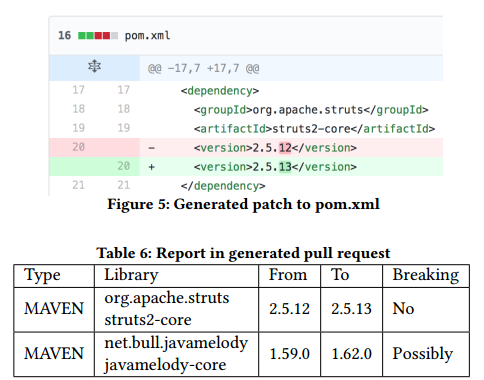 16 pom.xml
@@ -17,7 +17,7 @@
17 17 <dependency>
18 18 <groupId>org.apache.struts</groupId>
19 19 <artifactId>struts2-core</artifactId>
20 - <version>2.5.12</version>
20 + <version>2.5.13</version>
21 21 </dependency>
Figure 5: Generated patch to pom.xml
Table 6: Report in generated pull request
Type Library From To Breaking
MAVEN org.apache.struts 2.5.12 2.5.13 No
struts2-core
MAVEN net.bull.javamelody 1.59.0 1.62.0 Possibly
javamelody-core